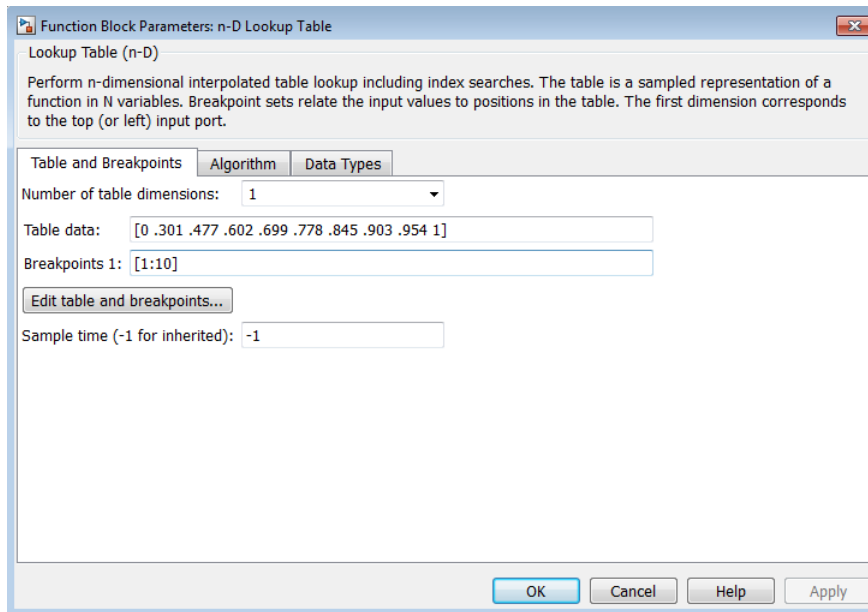 Function Block Parameters: n-D Lookup Table
Lookup Table (n-D)
Perform n-dimensional interpolated table lookup including index searches. The table is a sampled representation of a
function in N variables. Breakpoint sets relate the input values to positions in the table. The first dimension corresponds
to the top (or left) input port.
Table and Breakpoints Algorithm Data Types
Number of table dimensions: 1
Table data: [0 .301 .477 .602 .699 .778 .845 .903 .954 1]
Breakpoints 1: [1:10]
Edit table and breakpoints...
Sample time (-1 for inherited): -1
OK Cancel Help Apply